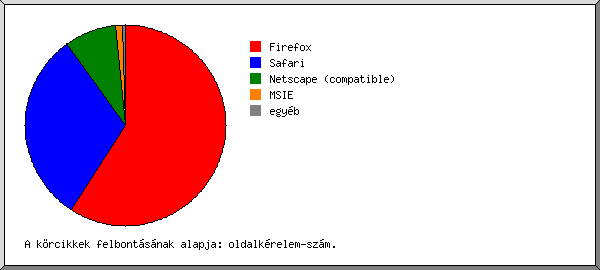 Firefox
Safari
Netscape (compatible)
MSIE
egyéb
A körcikkek felbontásának alapja: oldalkérelem-szám.